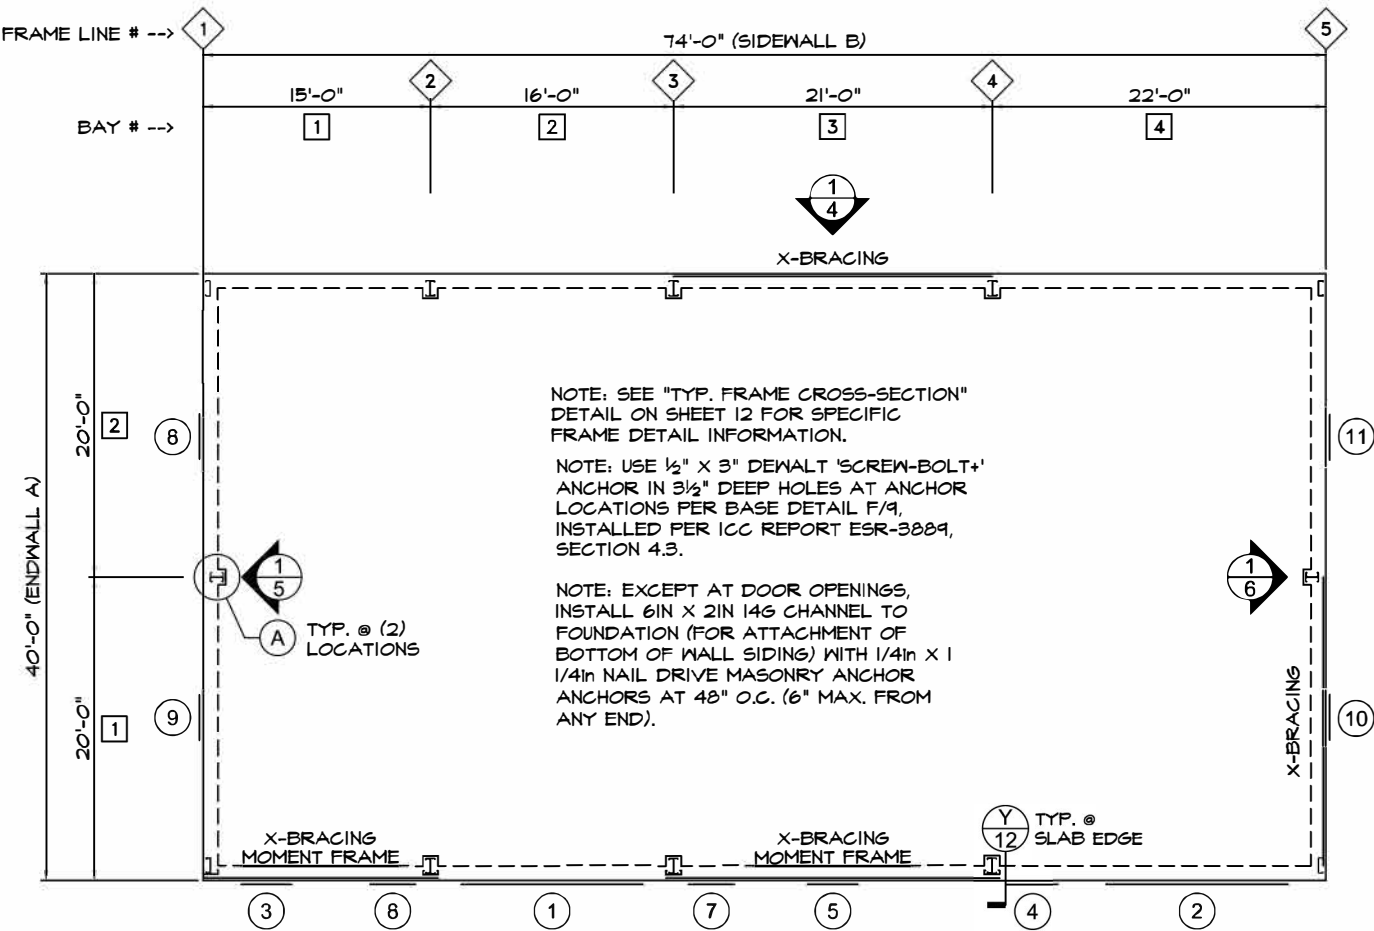 FRAME LINE # -->
1
5
74'-0" (SIDEWALL B)
2
3
4
15'-0"
16'-0"
21'-0"
22'-0"
BAY # -->
1
2
3
4
1
4
X-BRACING
NOTE: SEE "TYP. FRAME CROSS-SECTION"
DETAIL ON SHEET 12 FOR SPECIFIC
FRAME DETAIL INFORMATION.
20'-0"
2
8
11
NOTE: USE ½" X 3" DEWALT 'SCREW-BOLT+'
ANCHOR IN 3½" DEEP HOLES AT ANCHOR
LOCATIONS PER BASE DETAIL F/9,
INSTALLED PER ICC REPORT ESR-3889,
SECTION 4.3.
40'-0" (ENDWALL A)
1
5
1
6
NOTE: EXCEPT AT DOOR OPENINGS,
INSTALL 6IN X 2IN 14G CHANNEL TO
FOUNDATION (FOR ATTACHMENT OF
BOTTOM OF WALL SIDING) WITH 1/4in X 1
1/4in NAIL DRIVE MASONRY ANCHOR
ANCHORS AT 48" O.C. (6" MAX. FROM
ANY END).
A
TYP. @ (2)
LOCATIONS
20'-0"
1
9
X-BRACING
10
X-BRACING
MOMENT FRAME
X-BRACING
MOMENT FRAME
Y
12
TYP. @
SLAB EDGE
3
8
1
7
5
4
2